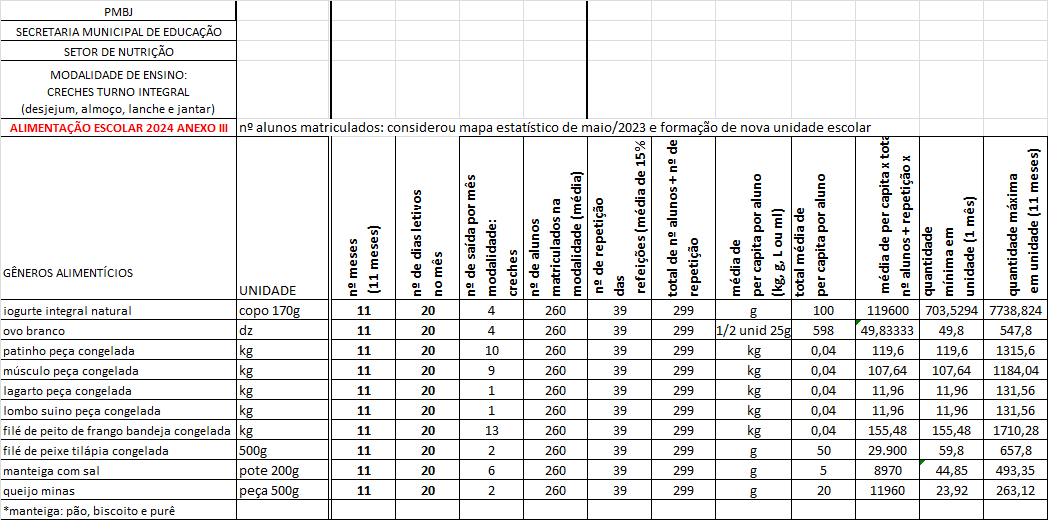 PMBJ
SECRETARIA MUNICIPAL DE EDUCAÇÃO
SETOR DE NUTRIÇÃO
MODALIDADE DE ENSINO:
CRECHES TURNO INTEGRAL
(desjejum, almoço, lanche e jantar)
ALIMENTAÇÃO ESCOLAR 2024 ANEXO III nº alunos matriculados: considerou mapa estatístico de maio/2023 e formação de nova unidade escolar
GÊNEROS ALIMENTÍCIOS
UNIDADE
nº meses
(11 meses)
nº de dias letivos
no mês
nº de saída por mês
modalidade:
creches
nº de alunos
matriculados na
modalidade (média)
nº de repetição
das
refeições (média de 15%
total de nº alunos + nº de
repetição
média de
per capita por aluno
(kg, g, L ou ml)
total média de
per capita por aluno
média de per capita x tota
nº alunos + repetição x
quantidade
mínima em
unidade (1 mês)
quantidade máxima
em unidade (11 meses)
iogurte integral natural copo 170g 11 20 4 260 39 299 g 100 119600 703,5294 7738,824
ovo branco dz 11 20 4 260 39 299 1/2 unid 25g 598 49,83333 49,8 547,8
patinho peça congelada kg 11 20 10 260 39 299 kg 0,04 119,6 119,6 1315,6
músculo peça congelada kg 11 20 9 260 39 299 kg 0,04 107,64 107,64 1184,04
lagarto peça congelada kg 11 20 1 260 39 299 kg 0,04 11,96 11,96 131,56
lombo suino peça congelada kg 11 20 1 260 39 299 kg 0,04 11,96 11,96 131,56
filé de peito de frango bandeja congelada kg 11 20 13 260 39 299 kg 0,04 155,48 155,48 1710,28
filé de peixe tilápia congelada 500g 11 20 2 260 39 299 g 50 29.900 59,8 657,8
manteiga com sal pote 200g 11 20 6 260 39 299 g 5 8970 44,85 493,35
queijo minas peça 500g 11 20 2 260 39 299 g 20 11960 23,92 263,12
*manteiga: pão, biscoito e purê